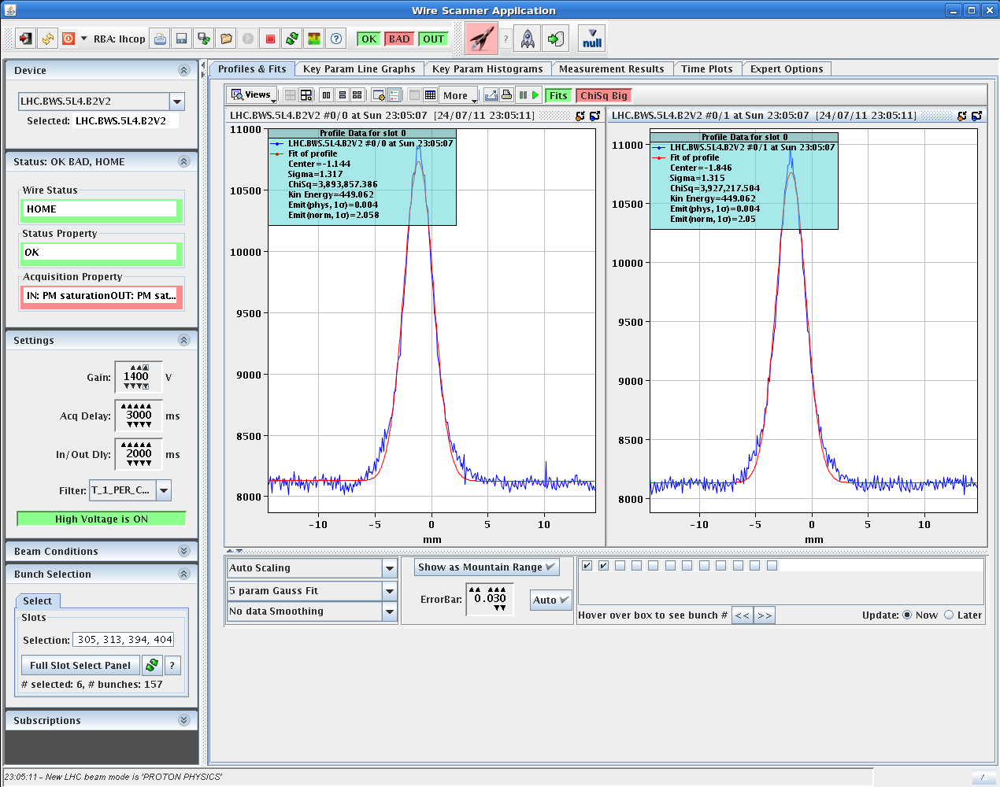 Wire Scanner Application
RBA: lhcop
OK BAD OUT
?
null
Device
LHC.BWS.5L4.B2V2
Selected: LHC.BWS.5L4.B2V2
Status: OK BAD, HOME
Wire Status
HOME
Status Property
OK
Acquisition Property
IN: PM saturationOUT: PM sat...
Settings
Gain: 1400 V
Acq Delay: 3000 ms
In/Out Dly: 2000 ms
Filter: T_1_PER_C...
High Voltage is ON
Beam Conditions
Bunch Selection
Select
Slots
Selection: 305, 313, 394, 404
Full Slot Select Panel ?
# selected: 6, # bunches: 157
Subscriptions
Profiles & Fits Key Param Line Graphs Key Param Histograms Measurement Results Time Plots Expert Options
Views More Fits ChiSq Big
LHC.BWS.5L4.B2V2 #0/0 at Sun 23:05:07 [24/07/11 23:05:11]
Profile Data for slot 0
LHC.BWS.5L4.B2V2 #0/0 at Sun 23:05:07
Fit of profile
Center=-1.144
Sigma=1.317
ChiSq=3,893,857.386
Kin Energy=449.062
Emit(phys, 1σ)=0.004
Emit(norm, 1σ)=2.058
11000
10500
10000
9500
9000
8500
8000
-10 -5 0 5 10
mm
LHC.BWS.5L4.B2V2 #0/1 at Sun 23:05:07 [24/07/11 23:05:11]
Profile Data for slot 0
LHC.BWS.5L4.B2V2 #0/1 at Sun 23:05:07
Fit of profile
Center=-1.846
Sigma=1.315
ChiSq=3,927,217.504
Kin Energy=449.062
Emit(phys, 1σ)=0.004
Emit(norm, 1σ)=2.05
11000
10500
10000
9500
9000
8500
8000
-10 -5 0 5 10
mm
Auto Scaling
5 param Gauss Fit
No data Smoothing
Show as Mountain Range
ErrorBar: 0.030 Auto
Hover over box to see bunch # << >> Update: Now Later
23:05:11 - New LHC beam mode is 'PROTON PHYSICS'